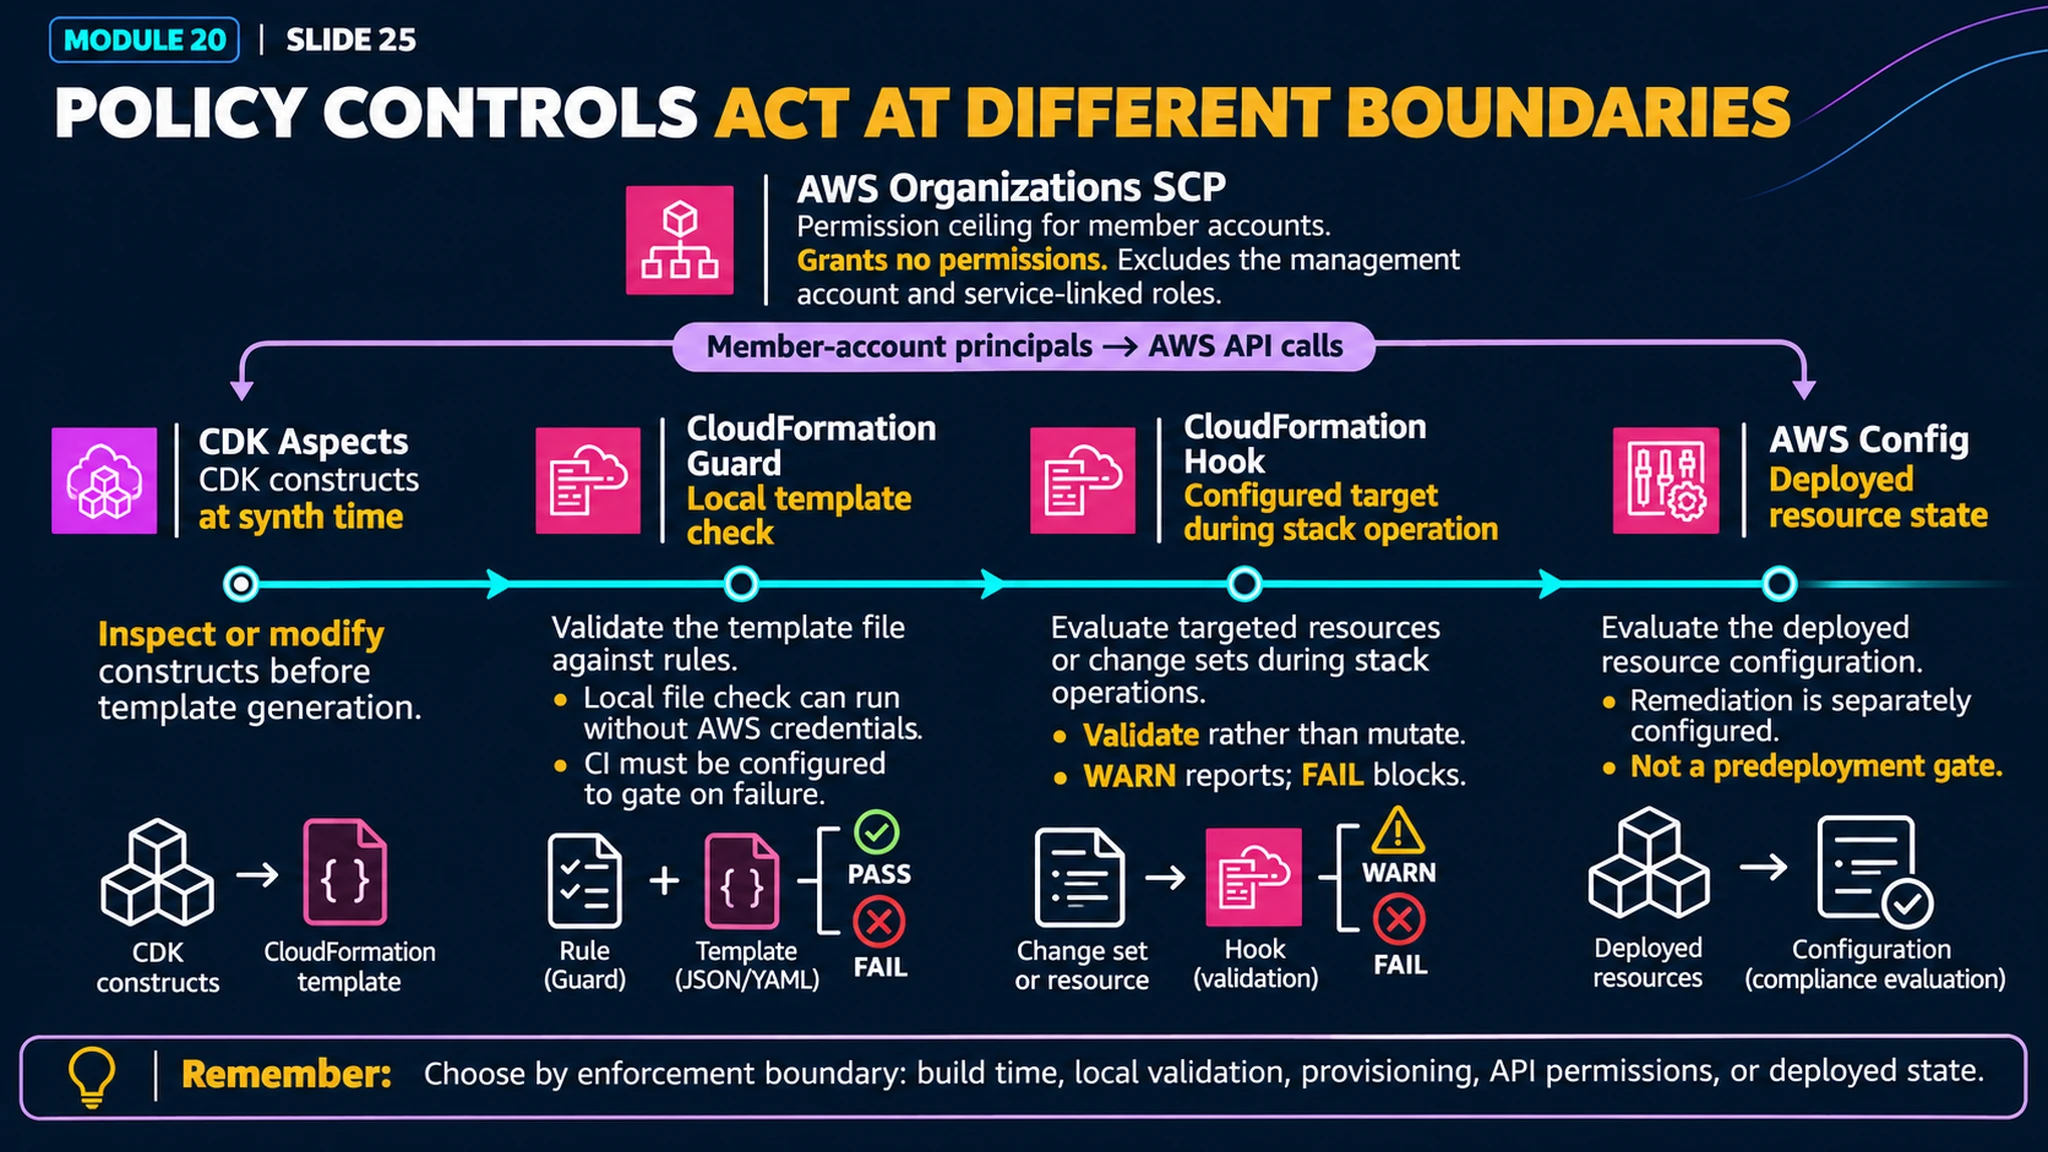 MODULE 20 | SLIDE 25
POLICY CONTROLS ACT AT DIFFERENT BOUNDARIES
AWS Organizations SCP
Permission ceiling for member accounts.
Grants no permissions. Excludes the management
account and service-linked roles.
Member-account principals → AWS API calls
CDK Aspects
CDK constructs
at synth time
Inspect or modify
constructs before
template generation.
CDK
constructs
CloudFormation
template
CloudFormation
Guard
Local template
check
Validate the template file
against rules.
• Local file check can run
without AWS credentials.
• CI must be configured
to gate on failure.
Rule
(Guard)
+
Template
(JSON/YAML)
PASS
FAIL
CloudFormation
Hook
Configured target
during stack operation
Evaluate targeted resources
or change sets during stack
operations.
• Validate rather than mutate.
• WARN reports; FAIL blocks.
Change set
or resource
Hook
(validation)
WARN
FAIL
AWS Config
Deployed
resource state
Evaluate the deployed
resource configuration.
• Remediation is separately
configured.
• Not a predeployment gate.
Deployed
resources
Configuration
(compliance evaluation)
Remember: Choose by enforcement boundary: build time, local validation, provisioning, API permissions, or deployed state.